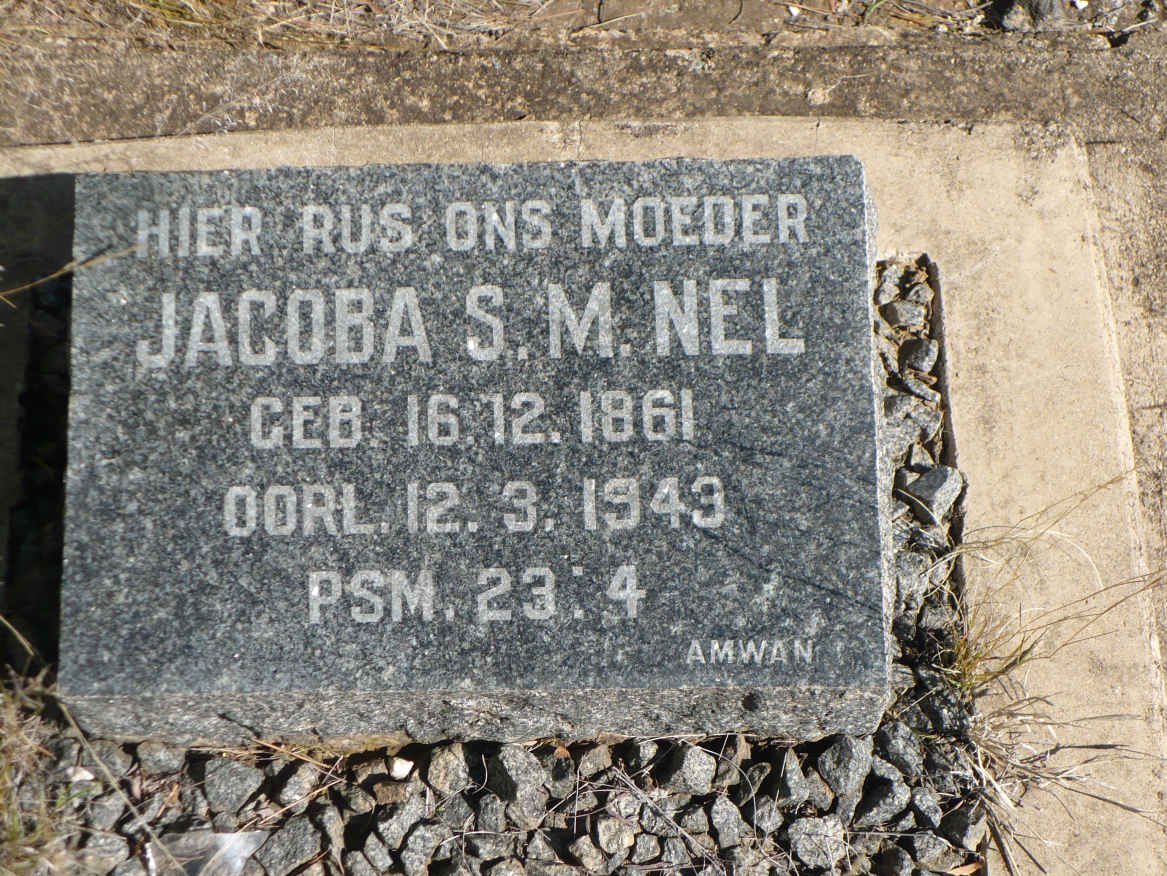 HIER RUS ONS MOEDER
JACOBA S.M. NEL
GEB. 16.12.1861
OORL. 12.3.1943
PSM. 23:4
AMWAN